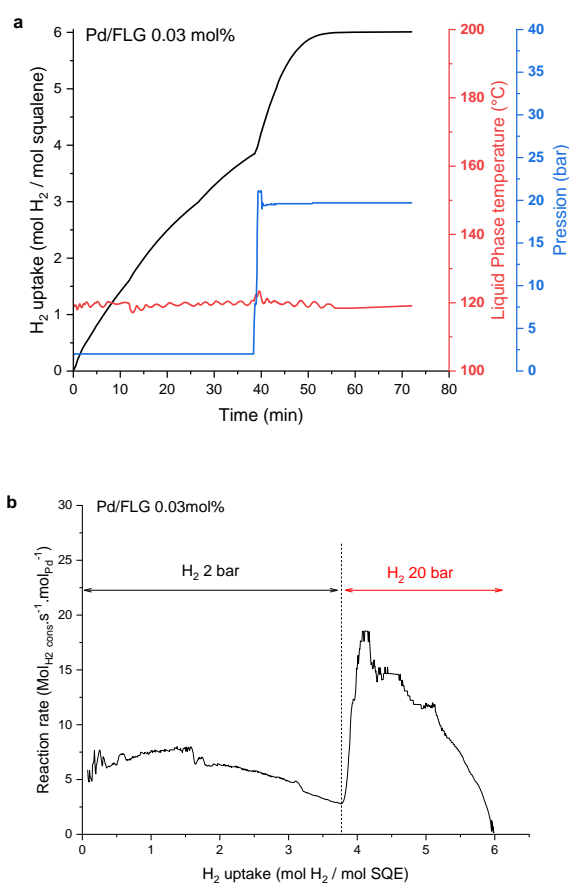 a
Pd/FLG 0.03 mol%
H2 uptake (mol H2 / mol squalene)
6
5
4
3
2
1
0
0 10 20 30 40 50 60 70 80
Time (min)
200
180
160
140
120
100
Liquid Phase temperature (°C)
40
35
30
25
20
15
10
5
0
Pression (bar)
b
Pd/FLG 0.03mol%
H2 2 bar
H2 20 bar
Reaction rate (MolH2 cons.s-1.molPd-1)
30
25
20
15
10
5
0
0 1 2 3 4 5 6
H2 uptake (mol H2 / mol SQE)